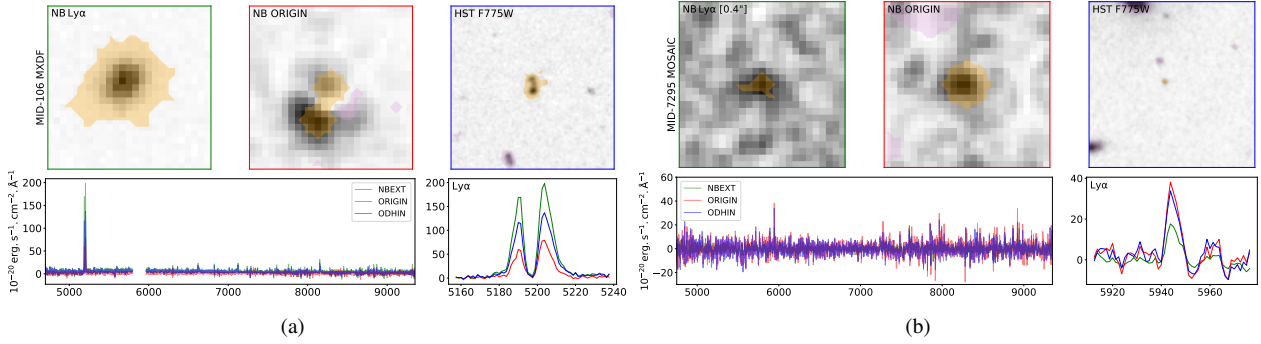 NB Lyα
NB ORIGIN
HST F775W
MID-106 MXDF
200
150
100
50
0
10⁻²⁰ erg. s⁻¹. cm⁻². Å⁻¹
NBEXT
ORIGIN
ODHIN
5000 6000 7000 8000 9000
Lyα
200
150
100
50
0
5160 5180 5200 5220 5240
(a)
NB Lyα [0.4"]
NB ORIGIN
HST F775W
MID-7295 MOSAIC
60
40
20
0
−20
10⁻²⁰ erg. s⁻¹. cm⁻². Å⁻¹
NBEXT
ORIGIN
ODHIN
5000 6000 7000 8000 9000
Lyα
40
20
0
5920 5940 5960
(b)